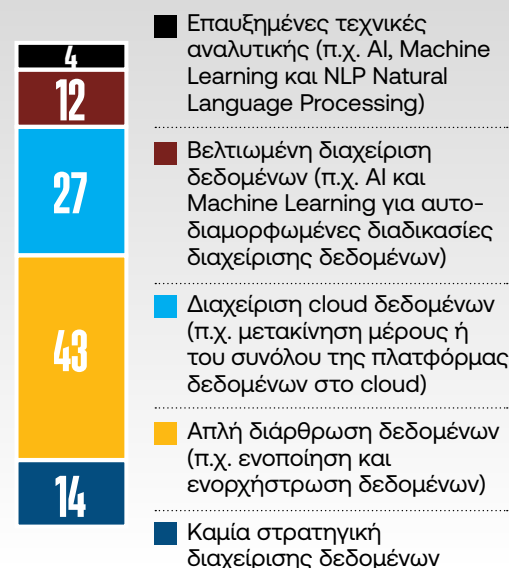 4
12
27
43
14
Επαυξημένες τεχνικές
αναλυτικής (π.χ. AI, Machine
Learning και NLP Natural
Language Processing)
Βελτιωμένη διαχείριση
δεδομένων (π.χ. AI και
Machine Learning για αυτο-
διαμορφωμένες διαδικασίες
διαχείρισης δεδομένων)
Διαχείριση cloud δεδομένων
(π.χ. μετακίνηση μέρους ή
του συνόλου της πλατφόρμας
δεδομένων στο cloud)
Απλή διάρθρωση δεδομένων
(π.χ. ενοποίηση και
ενορχήστρωση δεδομένων)
Καμία στρατηγική
διαχείρισης δεδομένων